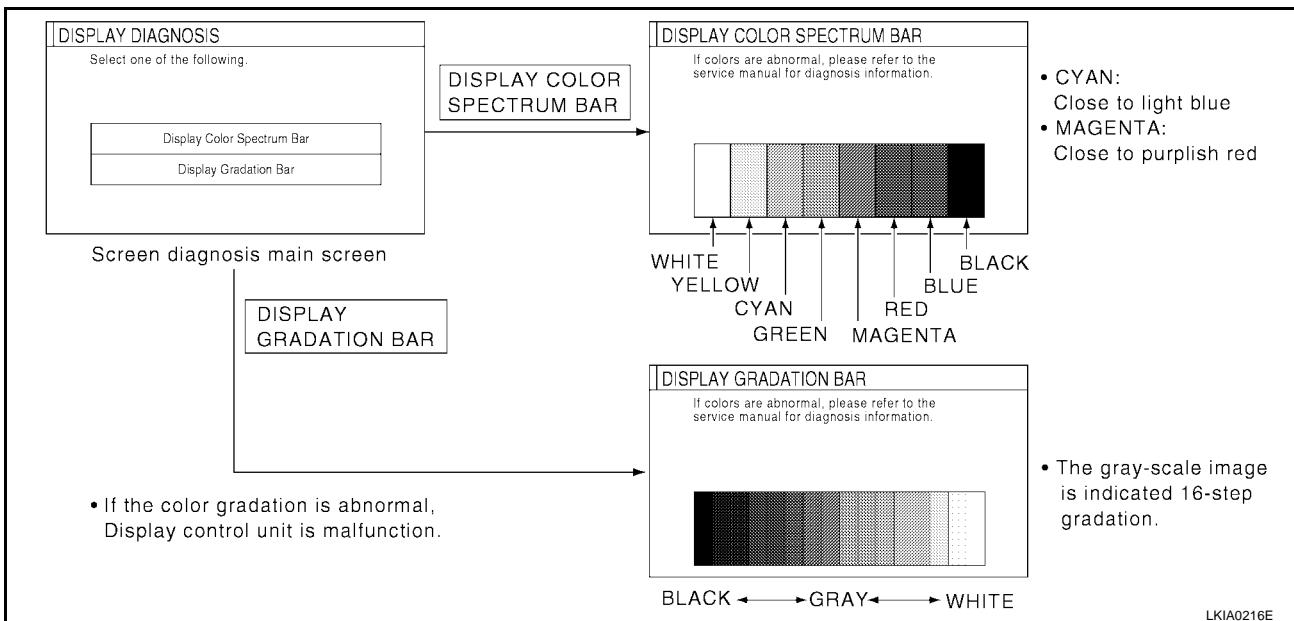 DISPLAY DIAGNOSIS
Select one of the following.
Display Color Spectrum Bar
Display Gradation Bar
Screen diagnosis main screen
DISPLAY COLOR
SPECTRUM BAR
DISPLAY COLOR SPECTRUM BAR
If colors are abnormal, please refer to the
service manual for diagnosis information.
WHITE
YELLOW
CYAN
GREEN
MAGENTA
RED
BLUE
BLACK
• CYAN:
Close to light blue
• MAGENTA:
Close to purplish red
DISPLAY
GRADATION BAR
• If the color gradation is abnormal,
Display control unit is malfunction.
DISPLAY GRADATION BAR
If colors are abnormal, please refer to the
service manual for diagnosis information.
BLACK GRAY WHITE
• The gray-scale image
is indicated 16-step
gradation.
LKIA0216E